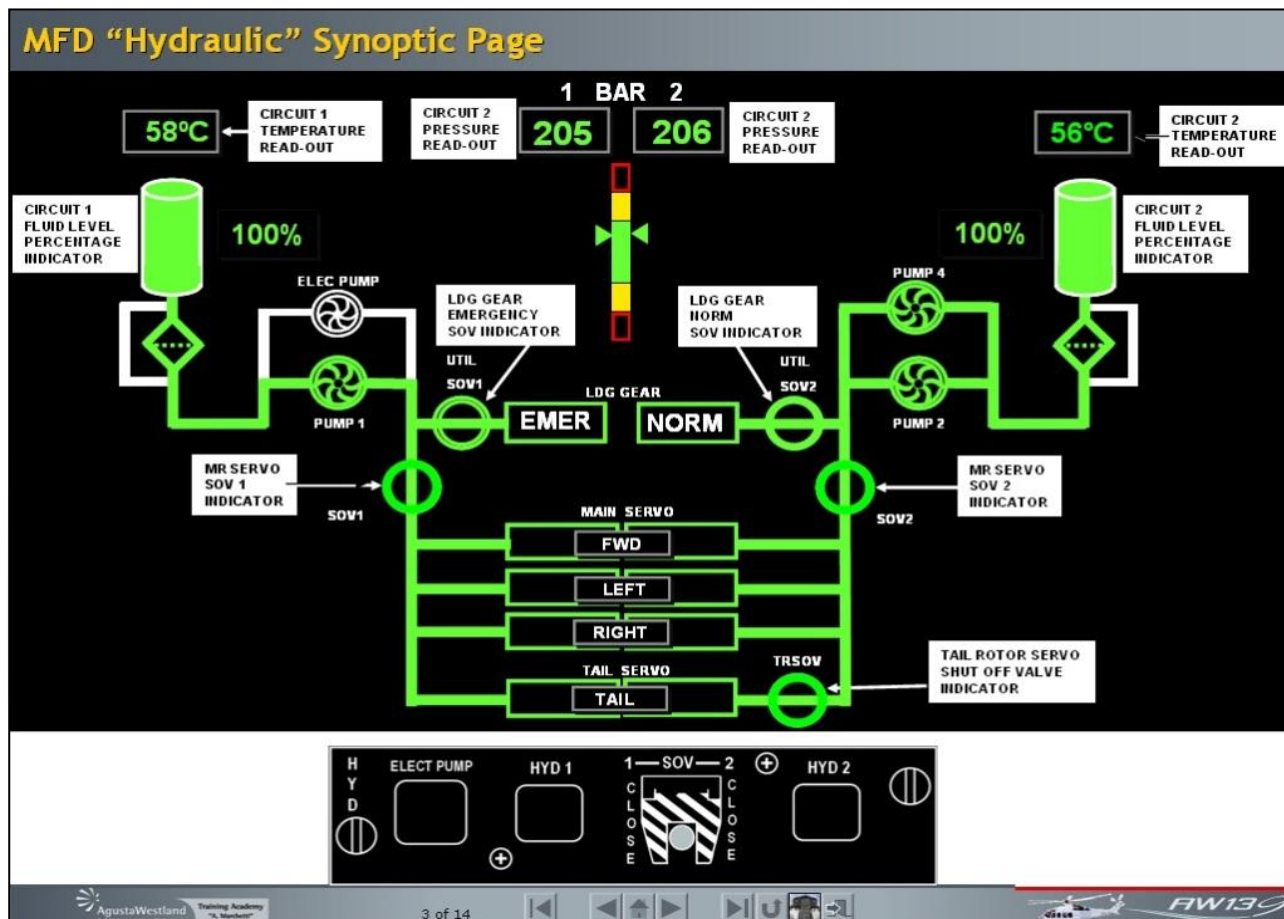 MFD “Hydraulic” Synoptic Page
1 BAR 2
58ºC
CIRCUIT 1
TEMPERATURE
READ-OUT
CIRCUIT 2
PRESSURE
READ-OUT
205
206
CIRCUIT 2
PRESSURE
READ-OUT
56°C
CIRCUIT 2
TEMPERATURE
READ-OUT
CIRCUIT 1
FLUID LEVEL
PERCENTAGE
INDICATOR
100%
100%
CIRCUIT 2
FLUID LEVEL
PERCENTAGE
INDICATOR
ELEC PUMP
PUMP 4
LDG GEAR
EMERGENCY
SOV INDICATOR
LDG GEAR
NORM
SOV INDICATOR
UTIL
SOV1
UTIL
SOV2
LDG GEAR
EMER
NORM
PUMP 1
PUMP 2
MR SERVO
SOV 1
INDICATOR
SOV1
MR SERVO
SOV 2
INDICATOR
SOV2
MAIN SERVO
FWD
LEFT
RIGHT
TAIL SERVO
TAIL
TRSOV
TAIL ROTOR SERVO
SHUT OFF VALVE
INDICATOR
HYD
ELECT PUMP
HYD 1
1 SOV 2
CLOSE
CLOSE
HYD 2
AgustaWestland
Training Academy
"A. Marchetti"
3 of 14
AW139